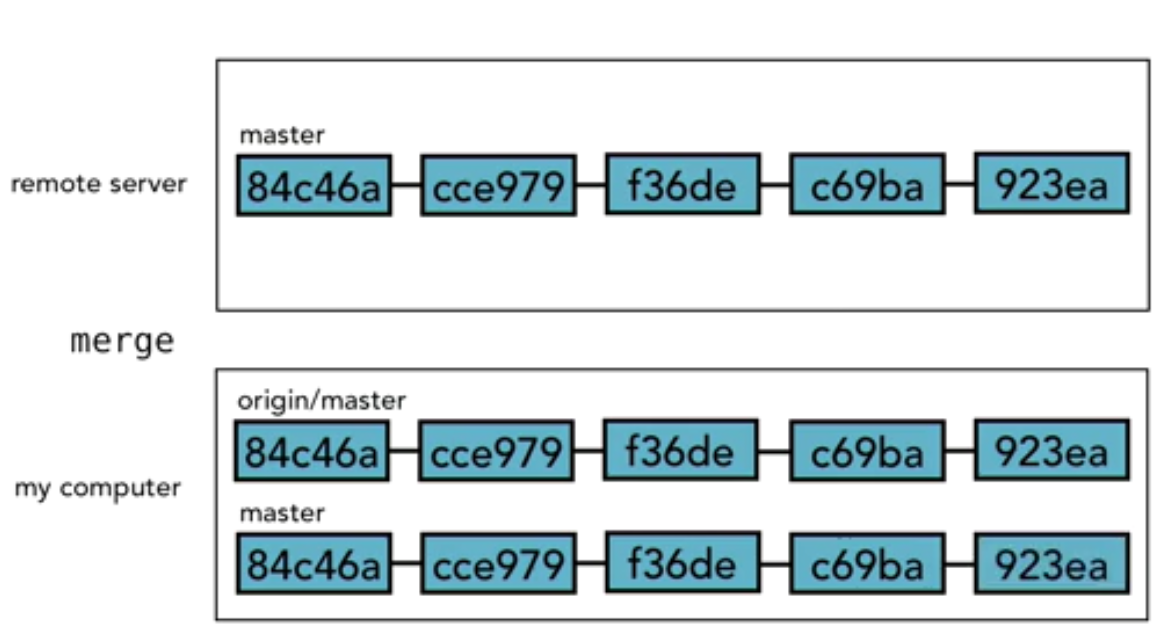 master
remote server
84c46a cce979 f36de c69ba 923ea
merge
origin/master
84c46a cce979 f36de c69ba 923ea
my computer
master
84c46a cce979 f36de c69ba 923ea